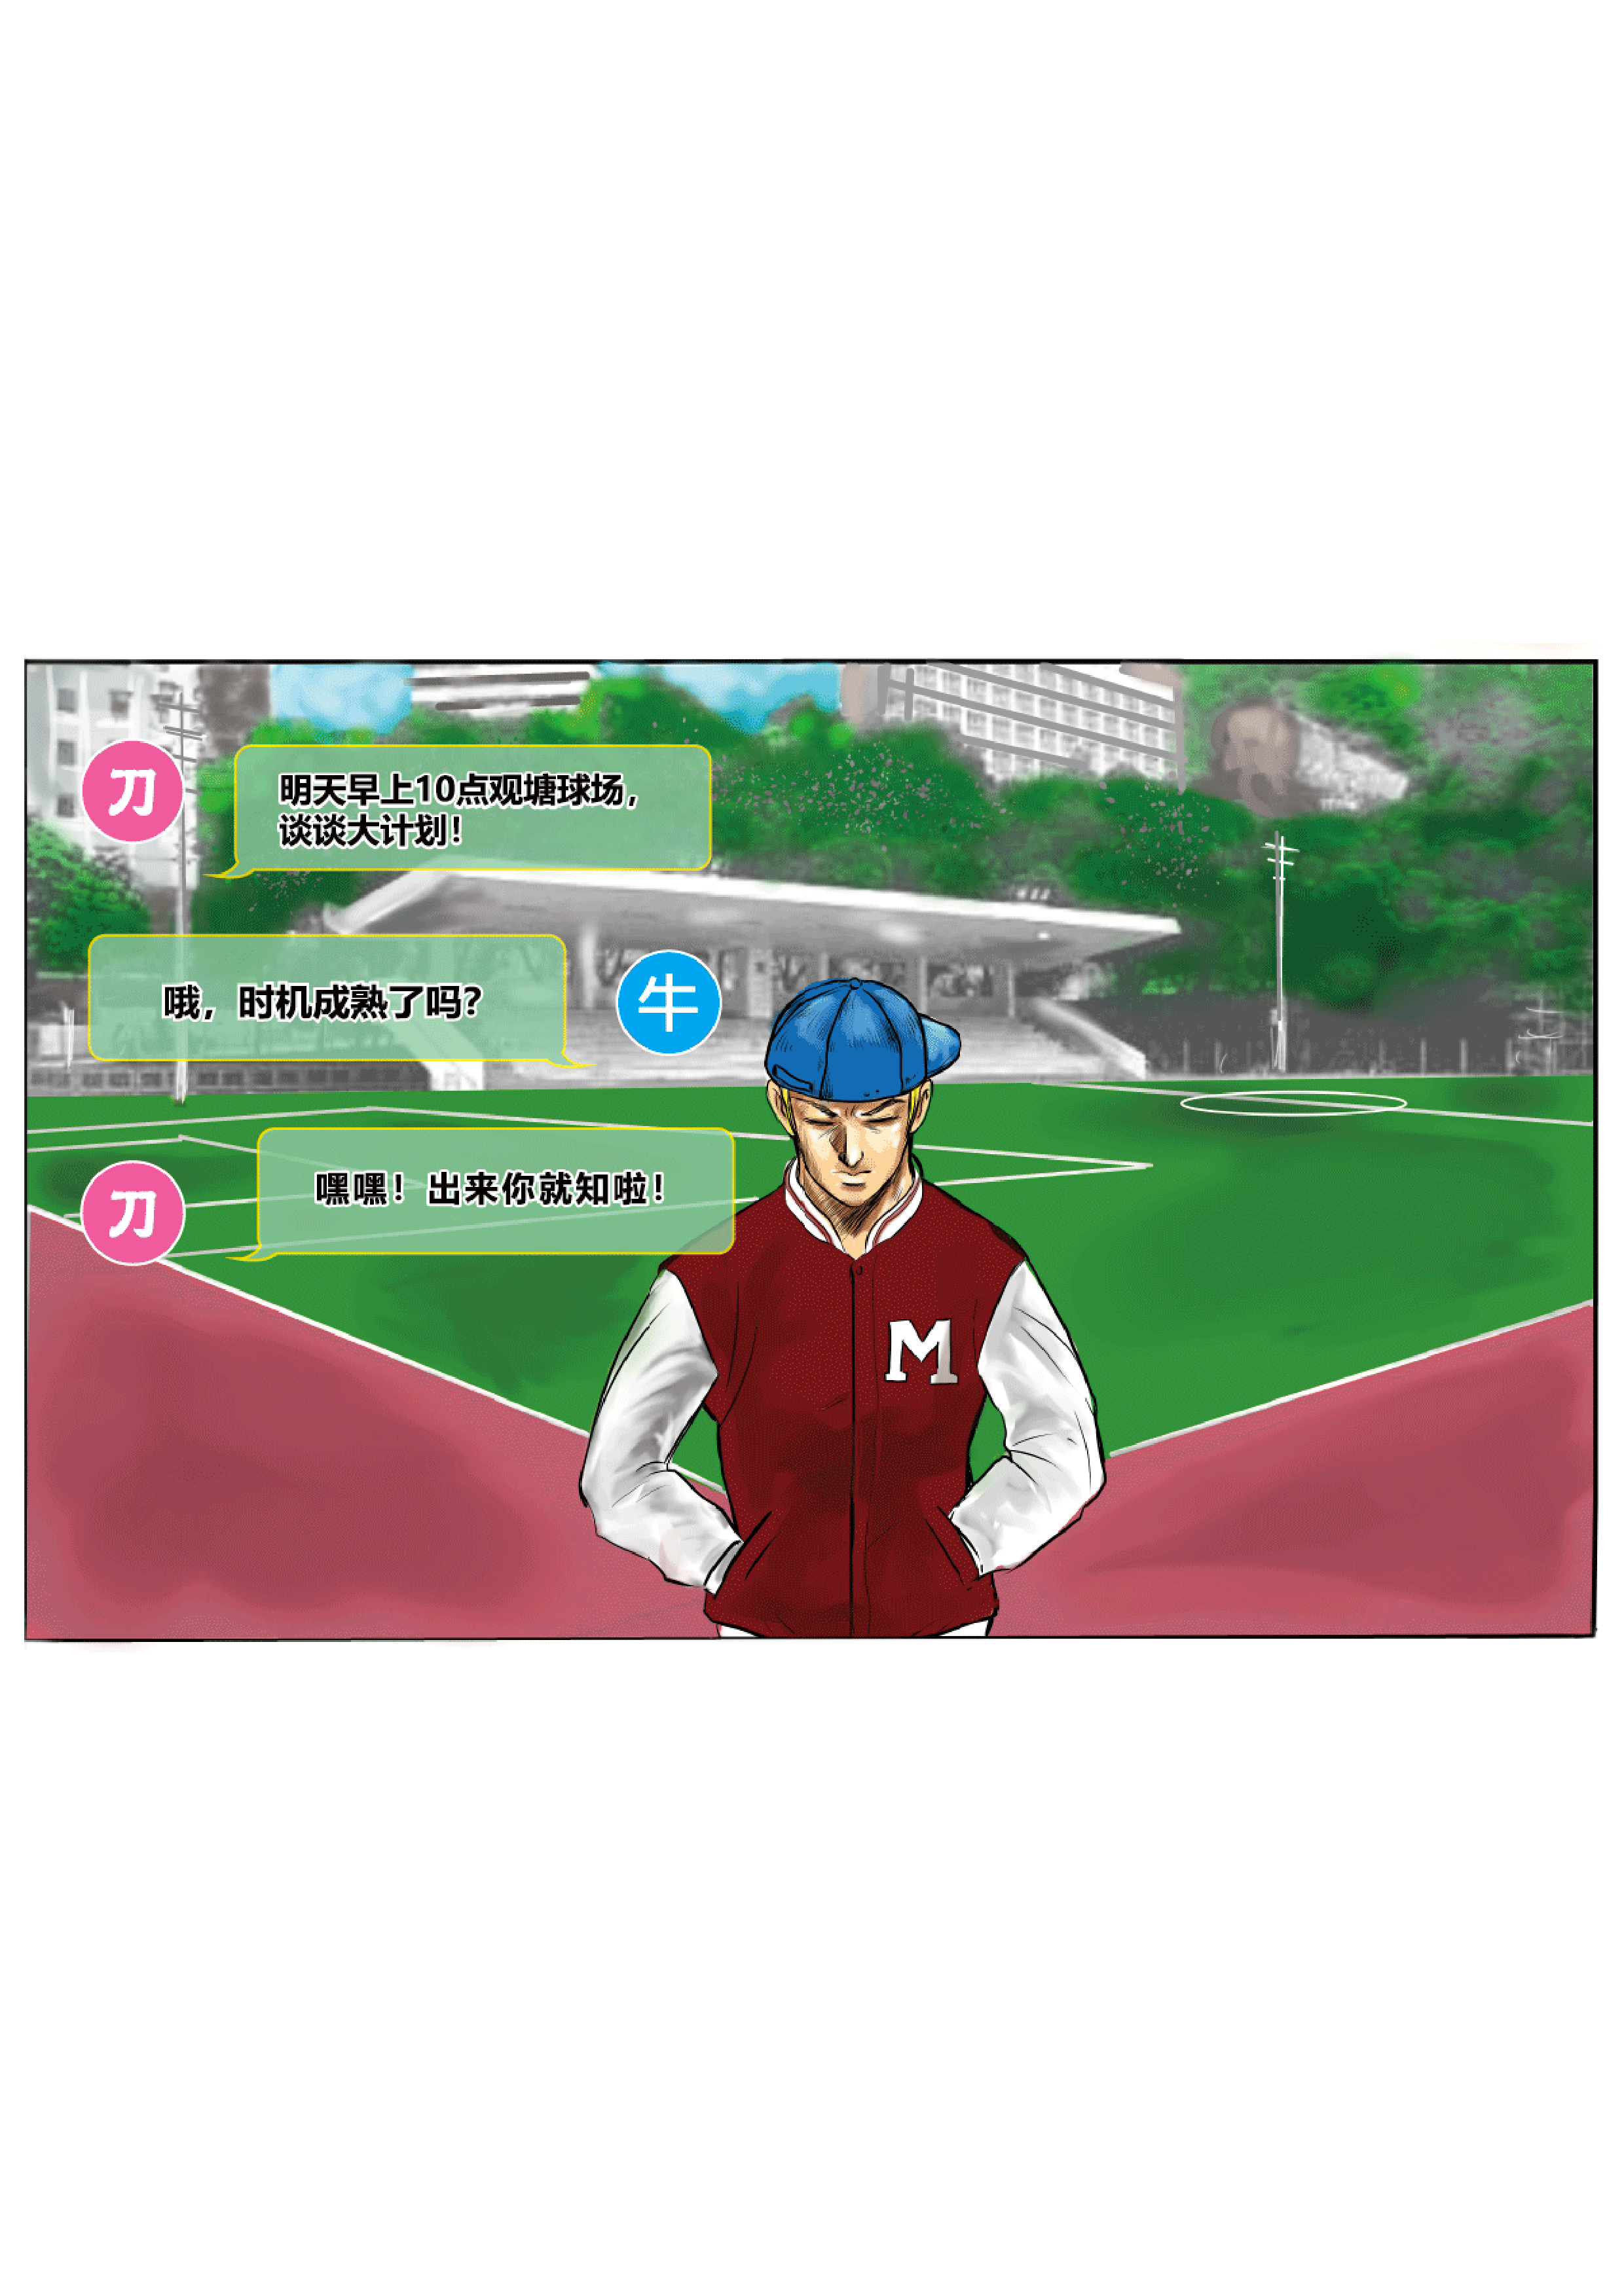 刀
明天早上10点观塘球场，
谈谈大计划！
哦，时机成熟了吗？
牛
刀
嘿嘿！出来你就知啦！
M